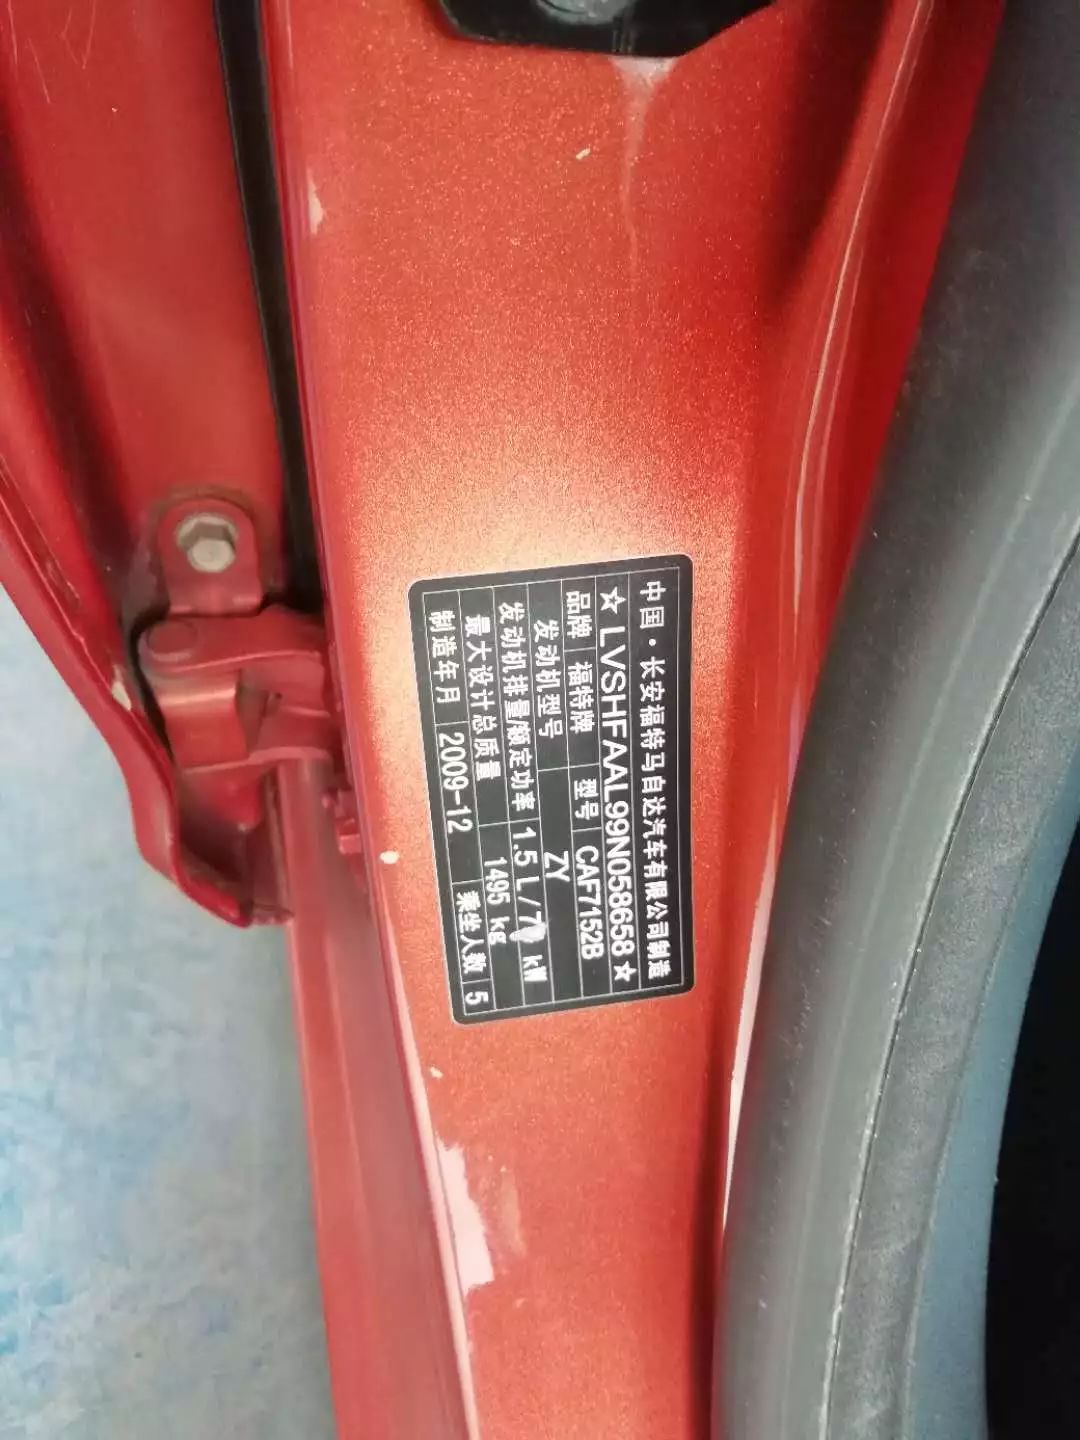 中国·长安福特马自达汽车有限公司制造
☆LVSHFAAL99N058658☆
品牌 福特牌 型号 CAF7152B
发动机型号 ZY
发动机排量/额定功率 1.5 L/ kW
最大设计总质量 1495 kg
制造年月 2009-12 乘坐人数 5